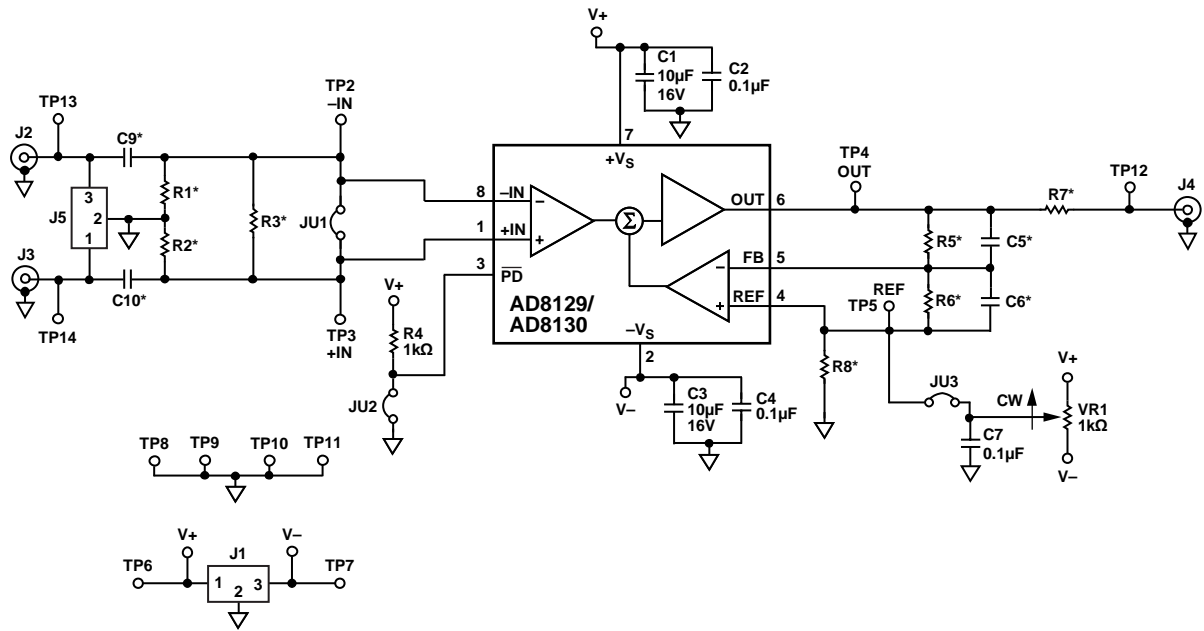 V+
C1
10µF
16V
C2
0.1µF
TP2
–IN
TP13
J2
C9*
7
+VS
TP4
OUT
TP12
J4
R7*
3
J5
2
1
R1*
R2*
R3*
JU1
8
–IN
–
1
+IN
+
Σ
OUT
6
R5*
C5*
J3
C10*
TP14
TP3
+IN
3
PD
V+
R4
1kΩ
JU2
AD8129/
AD8130
–
FB
5
+
REF
4
REF
TP5
R6*
C6*
–VS
2
V–
C3
10µF
16V
C4
0.1µF
R8*
JU3
CW
V+
VR1
1kΩ
V–
C7
0.1µF
TP8
TP9
TP10
TP11
V+
V–
TP6
J1
1
2
3
TP7